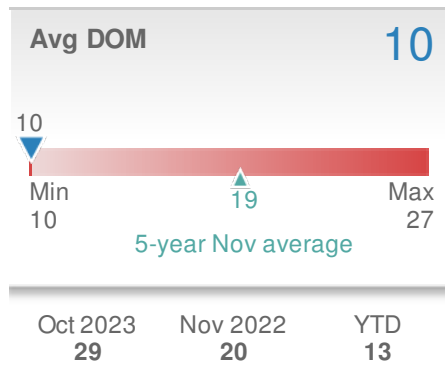 Avg DOM 10
10
Min 19 Max
10 27
5-year Nov average
Oct 2023 Nov 2022 YTD
29 20 13